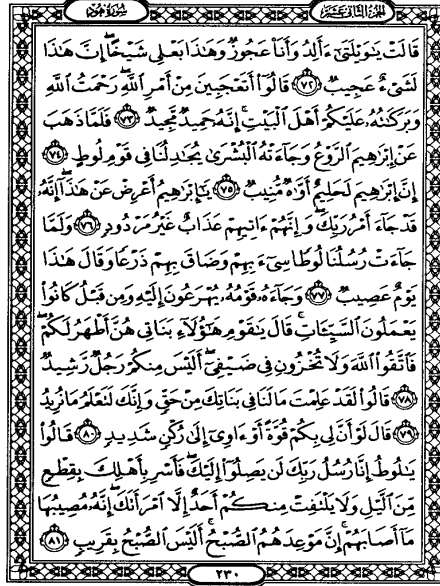 الجزء الثاني عشر
سورة هود
قَالَتْ يَٰوَيْلَتَىٰٓ ءَأَلِدُ وَأَنَا۠ عَجُوزٌ وَهَٰذَا بَعْلِى شَيْخًا ۖ إِنَّ هَٰذَا
لَشَىْءٌ عَجِيبٌ ﴿٧٢﴾ قَالُوٓا۟ أَتَعْجَبِينَ مِنْ أَمْرِ ٱللَّهِ ۖ رَحْمَتُ ٱللَّهِ
وَبَرَكَٰتُهُۥ عَلَيْكُمْ أَهْلَ ٱلْبَيْتِ ۚ إِنَّهُۥ حَمِيدٌ مَّجِيدٌ ﴿٧٣﴾ فَلَمَّا ذَهَبَ
عَنْ إِبْرَٰهِيمَ ٱلرَّوْعُ وَجَآءَتْهُ ٱلْبُشْرَىٰ يُجَٰدِلُنَا فِى قَوْمِ لُوطٍ ﴿٧٤﴾
إِنَّ إِبْرَٰهِيمَ لَحَلِيمٌ أَوَّٰهٌ مُّنِيبٌ ﴿٧٥﴾ يَٰٓإِبْرَٰهِيمُ أَعْرِضْ عَنْ هَٰذَآ ۖ إِنَّهُۥ
قَدْ جَآءَ أَمْرُ رَبِّكَ ۖ وَإِنَّهُمْ ءَاتِيهِمْ عَذَابٌ غَيْرُ مَرْدُودٍ ﴿٧٦﴾ وَلَمَّا
جَآءَتْ رُسُلُنَا لُوطًا سِىٓءَ بِهِمْ وَضَاقَ بِهِمْ ذَرْعًا وَقَالَ هَٰذَا
يَوْمٌ عَصِيبٌ ﴿٧٧﴾ وَجَآءَهُۥ قَوْمُهُۥ يُهْرَعُونَ إِلَيْهِ وَمِن قَبْلُ كَانُوا۟
يَعْمَلُونَ ٱلسَّيِّـَٔاتِ ۚ قَالَ يَٰقَوْمِ هَٰٓؤُلَآءِ بَنَاتِى هُنَّ أَطْهَرُ لَكُمْ ۖ
فَٱتَّقُوا۟ ٱللَّهَ وَلَا تُخْزُونِ فِى ضَيْفِىٓ ۖ أَلَيْسَ مِنكُمْ رَجُلٌ رَّشِيدٌ
﴿٧٨﴾ قَالُوا۟ لَقَدْ عَلِمْتَ مَا لَنَا فِى بَنَاتِكَ مِنْ حَقٍّ وَإِنَّكَ لَتَعْلَمُ مَا نُرِيدُ
﴿٧٩﴾ قَالَ لَوْ أَنَّ لِى بِكُمْ قُوَّةً أَوْ ءَاوِىٓ إِلَىٰ رُكْنٍ شَدِيدٍ ﴿٨٠﴾ قَالُوا۟
يَٰلُوطُ إِنَّا رُسُلُ رَبِّكَ لَن يَصِلُوٓا۟ إِلَيْكَ ۖ فَأَسْرِ بِأَهْلِكَ بِقِطْعٍ
مِّنَ ٱلَّيْلِ وَلَا يَلْتَفِتْ مِنكُمْ أَحَدٌ إِلَّا ٱمْرَأَتَكَ ۖ إِنَّهُۥ مُصِيبُهَا
مَآ أَصَابَهُمْ ۚ إِنَّ مَوْعِدَهُمُ ٱلصُّبْحُ ۚ أَلَيْسَ ٱلصُّبْحُ بِقَرِيبٍ ﴿٨١﴾
٢٣٠